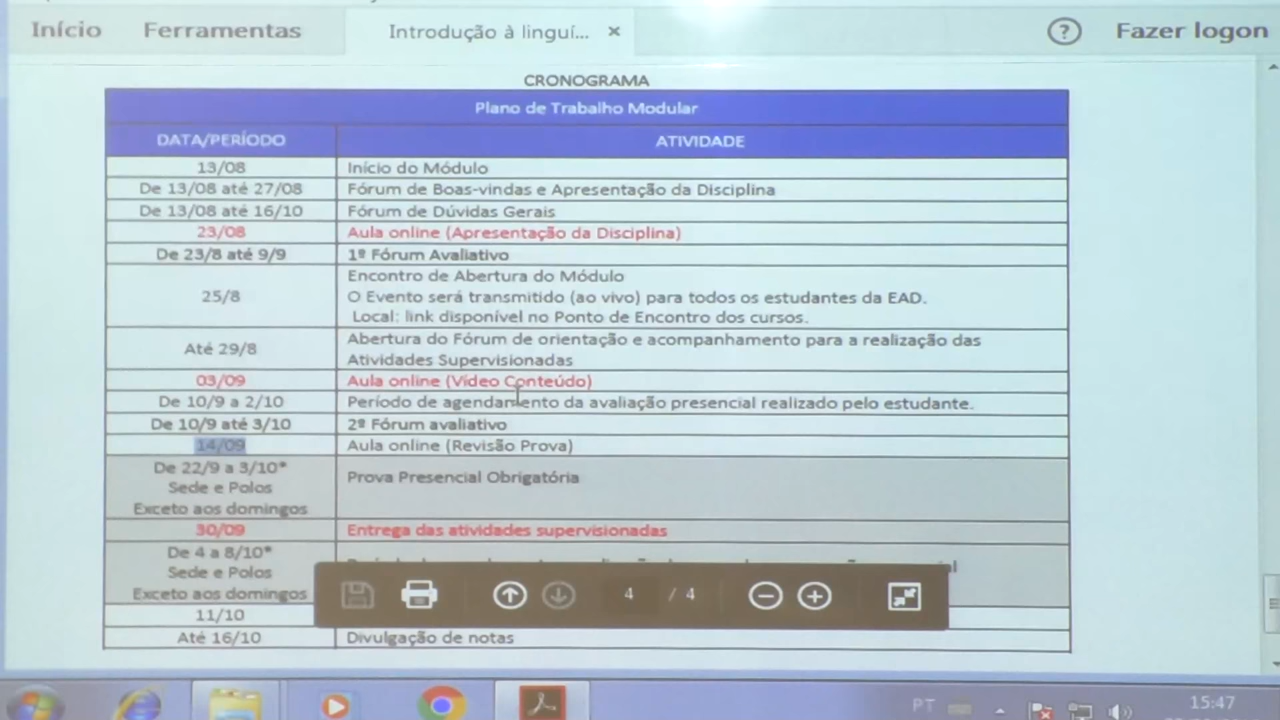 Início
Ferramentas
Introdução à linguí...
×
?
Fazer logon
CRONOGRAMA
Plano de Trabalho Modular
DATA/PERÍODO
ATIVIDADE
13/08
Início do Módulo
De 13/08 até 27/08
Fórum de Boas-vindas e Apresentação da Disciplina
De 13/08 até 16/10
Fórum de Dúvidas Gerais
23/08
Aula online (Apresentação da Disciplina)
De 23/8 até 9/9
1º Fórum Avaliativo
25/8
Encontro de Abertura do Módulo
O Evento será transmitido (ao vivo) para todos os estudantes da EAD.
Local: link disponível no Ponto de Encontro dos cursos.
Até 29/8
Abertura do Fórum de orientação e acompanhamento para a realização das
Atividades Supervisionadas
03/09
Aula online (Vídeo Conteúdo)
De 10/9 a 2/10
Período de agendamento da avaliação presencial realizado pelo estudante.
De 10/9 até 3/10
2º Fórum avaliativo
14/09
Aula online (Revisão Prova)
De 22/9 a 3/10*
Sede e Polos
Exceto aos domingos
Prova Presencial Obrigatória
30/09
Entrega das atividades supervisionadas
De 4 a 8/10*
Sede e Polos
Exceto aos domingos
4 / 4
11/10
Até 16/10
Divulgação de notas
PT
15:47